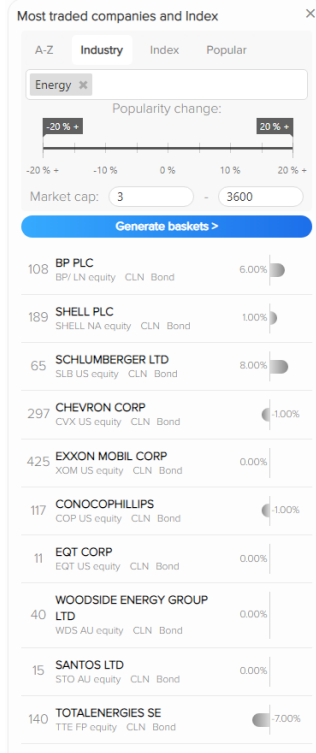 Most traded companies and Index ×
A-Z Industry Index Popular
Energy ×
Popularity change:
-20 % + 20 % +
-20 % + -10 % 0 % 10 % 20 % +
Market cap: 3 - 3600
Generate baskets >
108 BP PLC 6.00%
BP/ LN equity CLN Bond
189 SHELL PLC 1.00%
SHELL NA equity CLN Bond
65 SCHLUMBERGER LTD 8.00%
SLB US equity CLN Bond
297 CHEVRON CORP -1.00%
CVX US equity CLN Bond
425 EXXON MOBIL CORP 0.00%
XOM US equity CLN Bond
117 CONOCOPHILLIPS -1.00%
COP US equity CLN Bond
11 EQT CORP 0.00%
EQT US equity CLN Bond
40 WOODSIDE ENERGY GROUP
LTD 0.00%
WDS AU equity CLN Bond
15 SANTOS LTD 0.00%
STO AU equity CLN Bond
140 TOTALENERGIES SE -7.00%
TTE FP equity CLN Bond